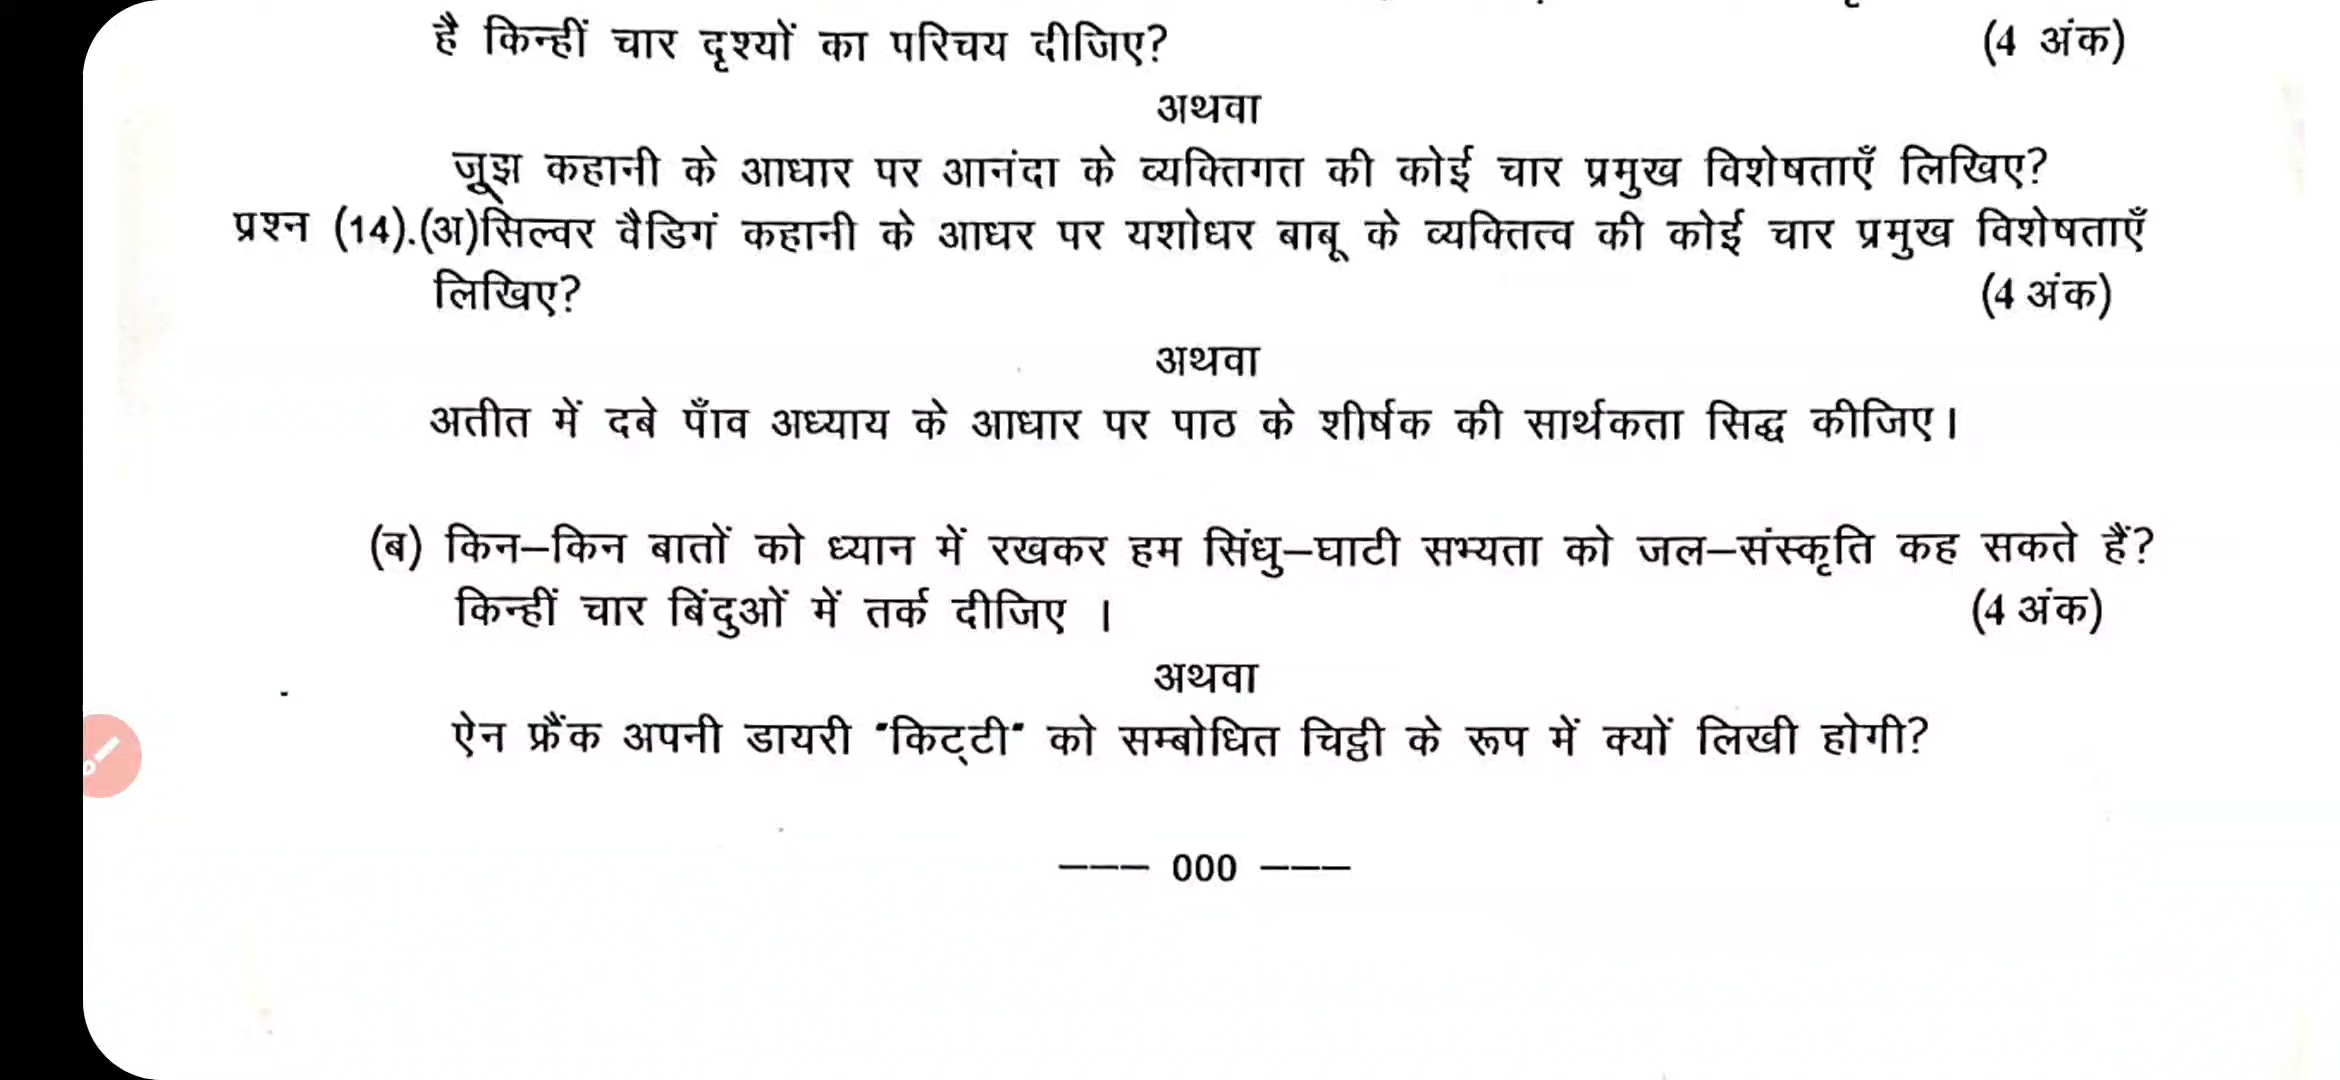 है किन्हीं चार दृश्यों का परिचय दीजिए? (4 अंक)
अथवा
जूझ कहानी के आधार पर आनंदा के व्यक्तिगत की कोई चार प्रमुख विशेषताएँ लिखिए?
प्रश्न (14).(अ)सिल्वर वैडिगं कहानी के आधर पर यशोधर बाबू के व्यक्तित्व की कोई चार प्रमुख विशेषताएँ
लिखिए? (4 अंक)
अथवा
अतीत में दबे पाँव अध्याय के आधार पर पाठ के शीर्षक की सार्थकता सिद्ध कीजिए।
(ब) किन–किन बातों को ध्यान में रखकर हम सिंधु–घाटी सभ्यता को जल–संस्कृति कह सकते हैं?
किन्हीं चार बिंदुओं में तर्क दीजिए । (4 अंक)
अथवा
ऐन फ्रैंक अपनी डायरी "किट्टी" को सम्बोधित चिट्ठी के रूप में क्यों लिखी होगी?
––– 000 –––